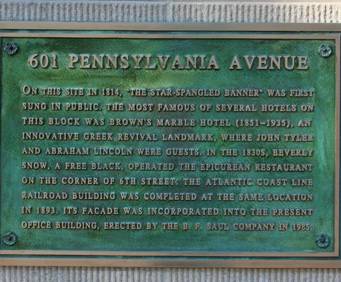 601 PENNSYLVANIA AVENUE
ON THIS SITE IN 1814, "THE STAR-SPANGLED BANNER" WAS FIRST
SUNG IN PUBLIC. THE MOST FAMOUS OF SEVERAL HOTELS ON
THIS BLOCK WAS BROWN'S MARBLE HOTEL (1851-1935), AN
INNOVATIVE GREEK REVIVAL LANDMARK, WHERE JOHN TYLER
AND ABRAHAM LINCOLN WERE GUESTS. IN THE 1830S, BEVERLY
SNOW, A FREE BLACK, OPERATED THE EPICUREAN RESTAURANT
ON THE CORNER OF 6TH STREET. THE ATLANTIC COAST LINE
RAILROAD BUILDING WAS COMPLETED AT THE SAME LOCATION
IN 1893. ITS FACADE WAS INCORPORATED INTO THE PRESENT
OFFICE BUILDING, ERECTED BY THE B. F. SAUL COMPANY IN 1985.